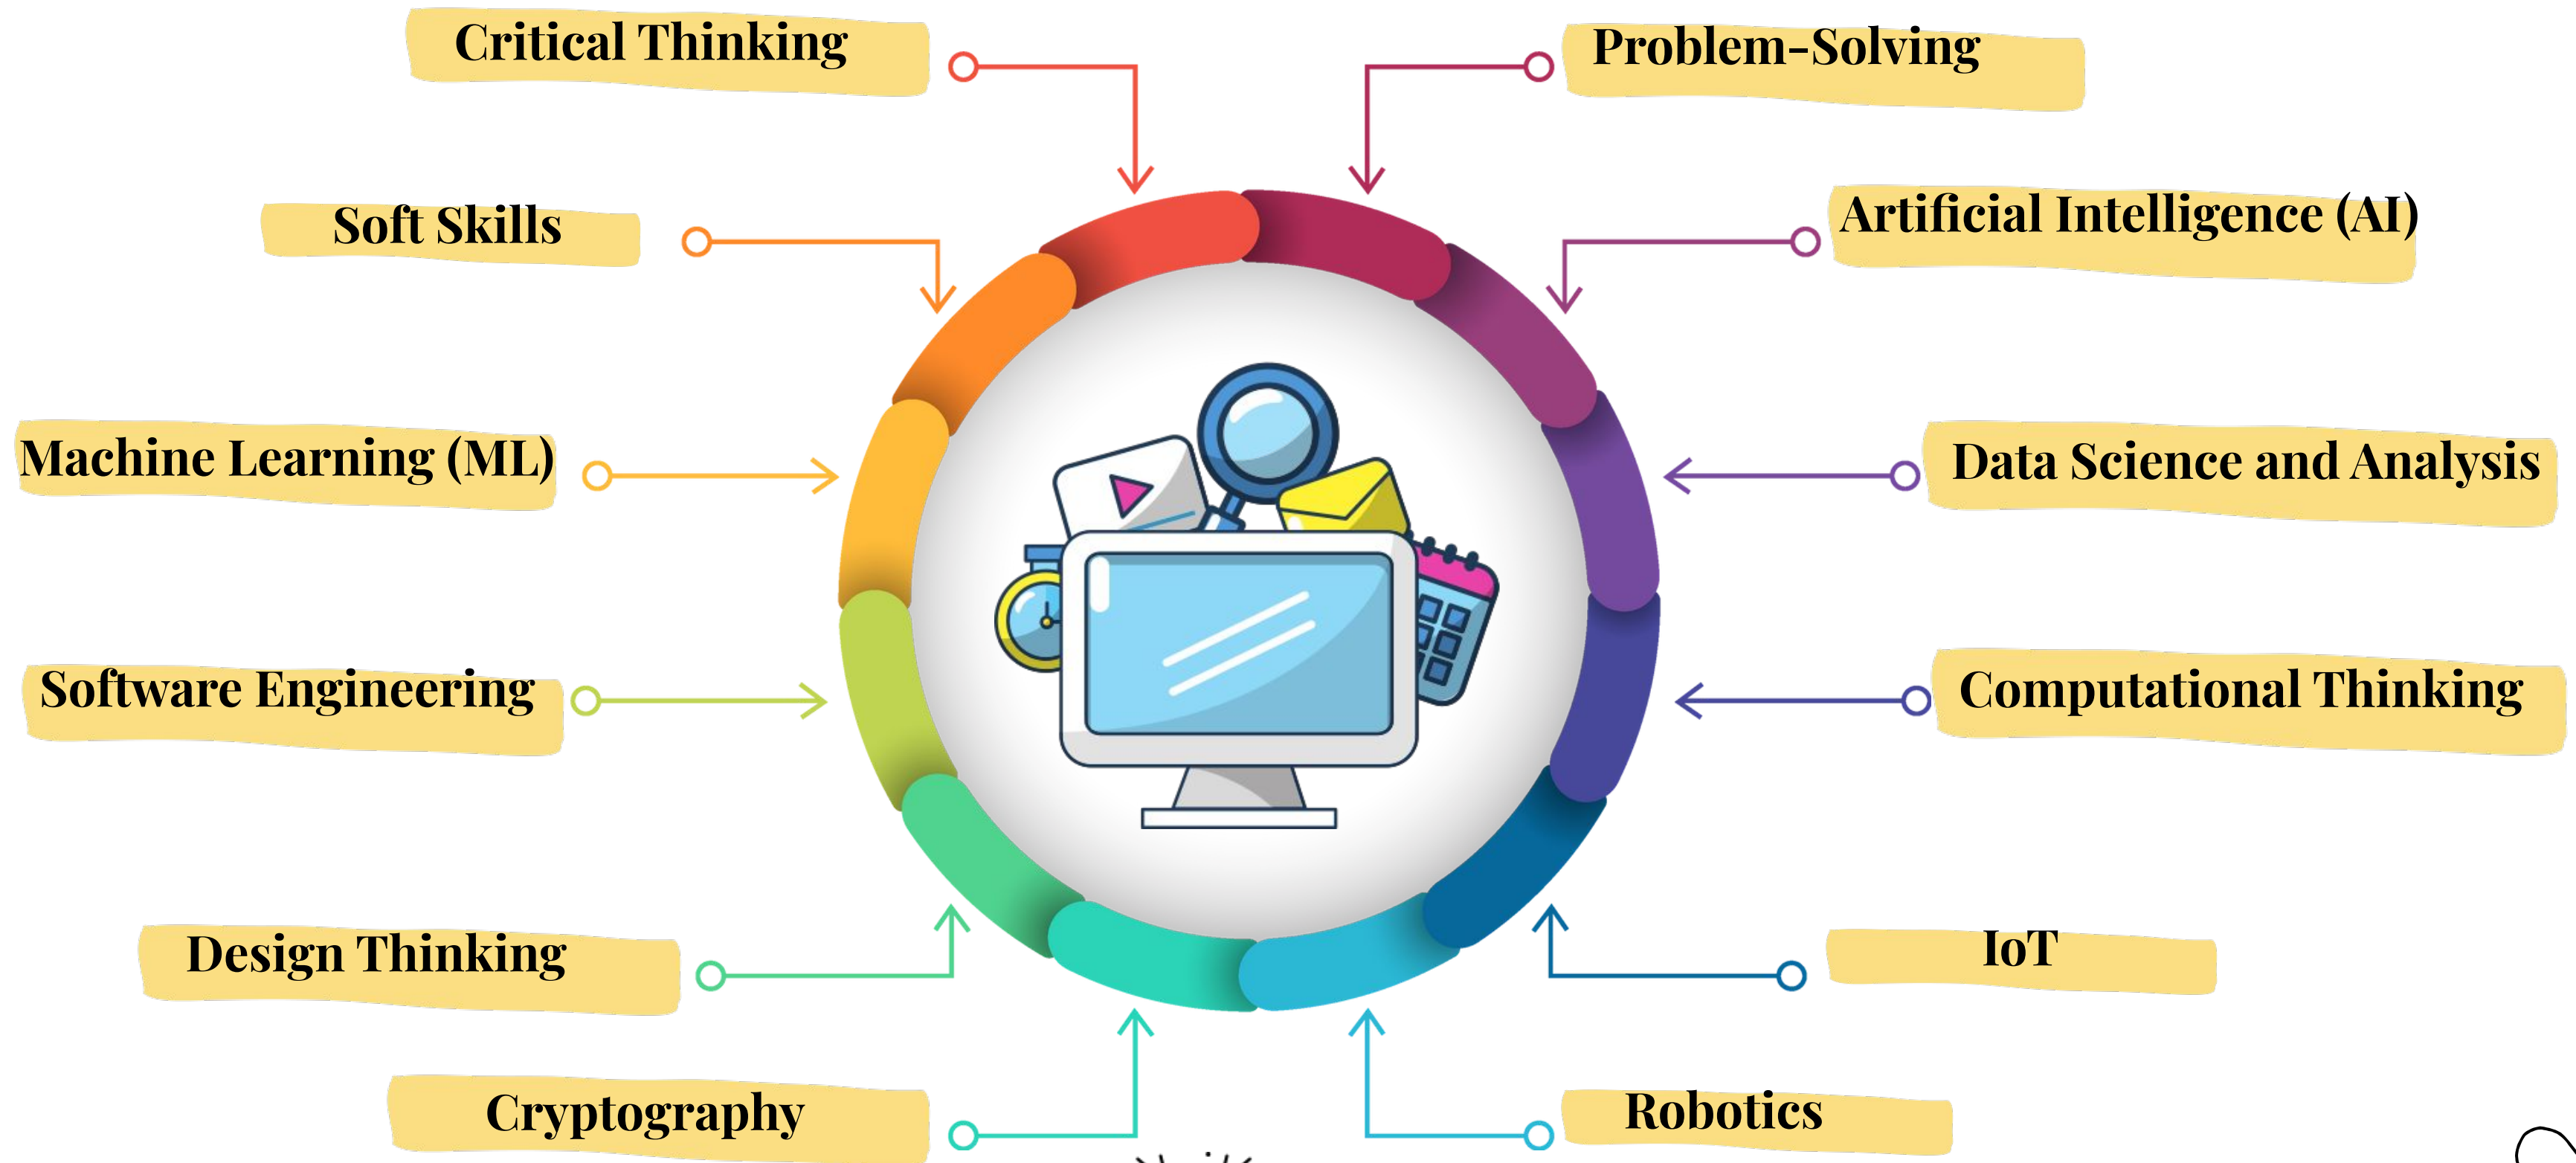 Critical Thinking
Problem-Solving
Soft Skills
Artificial Intelligence (AI)
Machine Learning (ML)
Data Science and Analysis
Software Engineering
Computational Thinking
Design Thinking
IoT
Cryptography
Robotics